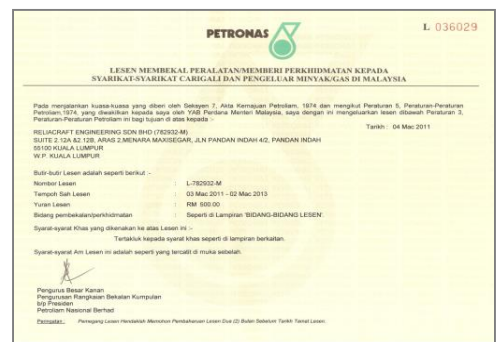 PETRONAS
L 036029
LESEN MEMBEKAL PERALATAN/MEMBERI PERKHIDMATAN KEPADA
SYARIKAT-SYARIKAT CARIGALI DAN PENGELUAR MINYAK/GAS DI MALAYSIA
Pada menjalankan kuasa-kuasa yang diberi oleh Seksyen 7, Akta Kemajuan Petroliam, 1974 dan mengikut Peraturan 5, Peraturan-Peraturan
Petroliam,1974, yang diwakilkan kepada saya oleh YAB Perdana Menteri Malaysia, saya dengan ini mengeluarkan lesen dibawah Peraturan 3,
Peraturan-Peraturan Petroliam ini bagi tujuan di atas kepada :-
Tarikh : 04 Mac 2011
RELIACRAFT ENGINEERING SDN BHD (782932-M)
SUITE 2.12A &2.12B, ARAS 2,MENARA MAXISEGAR, JLN PANDAN INDAH 4/2, PANDAN INDAH
55100 KUALA LUMPUR
W.P. KUALA LUMPUR
Butir-butir Lesen adalah seperti berikut :-
Nombor Lesen : L-782932-M
Tempoh Sah Lesen : 03 Mac 2011 - 02 Mac 2013
Yuran Lesen : RM 500.00
Bidang pembekalan/perkhidmatan : Seperti di Lampiran 'BIDANG-BIDANG LESEN'.
Syarat-syarat Khas yang dikenakan ke atas Lesen ini :-
Tertakluk kepada syarat khas seperti di lampiran berkaitan.
Syarat-syarat Am Lesen ini adalah seperti yang tercatit di muka sebelah.
Pengurus Besar Kanan
Pengurusan Rangkaian Bekalan Kumpulan
b/p Presiden
Petroliam Nasional Berhad
Peringatan: Pemegang Lesen Hendaklah Memohon Pembaharuan Lesen Dua (2) Bulan Sebelum Tarikh Tamat Lesen.